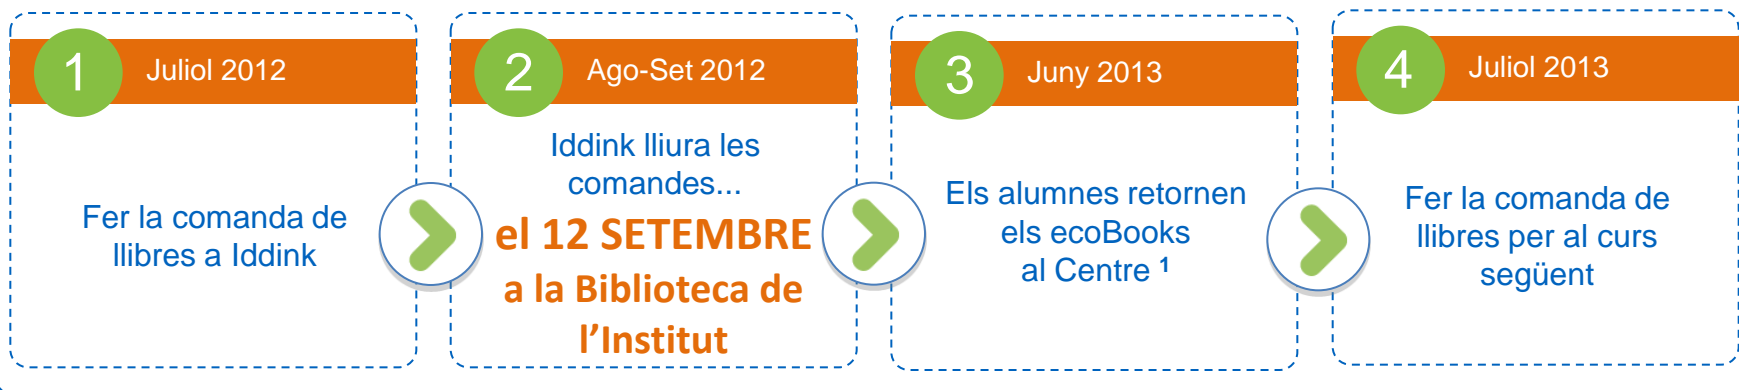 1
Juliol 2012
Fer la comanda de
llibres a Iddink
2
Ago-Set 2012
Iddink lliura les
comandes...
el 12 SETEMBRE
a la Biblioteca de
l’Institut
3
Juny 2013
Els alumnes retornen
els ecoBooks
al Centre ¹
4
Juliol 2013
Fer la comanda de
llibres per al curs
següent